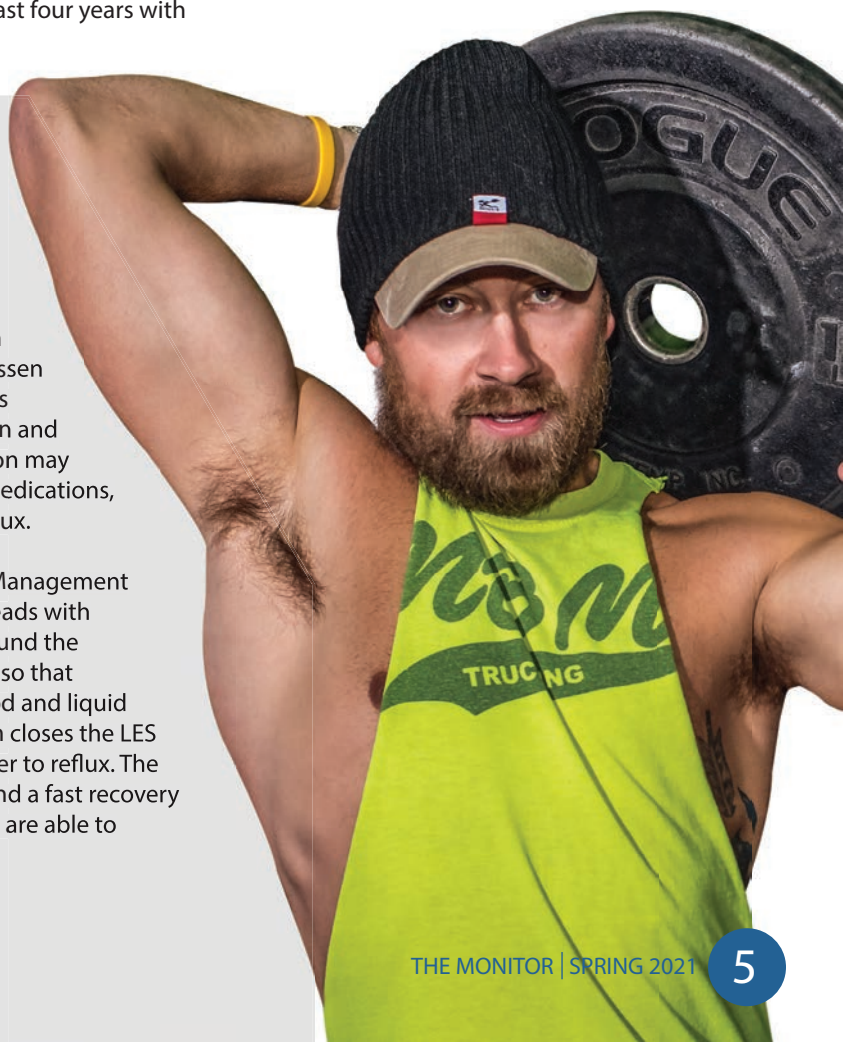 ast four years with
ssen
s
n and
on may
edications,
ux.
Management
eads with
und the
so that
d and liquid
closes the LES
er to reflux. The
nd a fast recovery
are able to
OGUE
INC.
M&M
TRUC NG
THE MONITOR | SPRING 2021
5